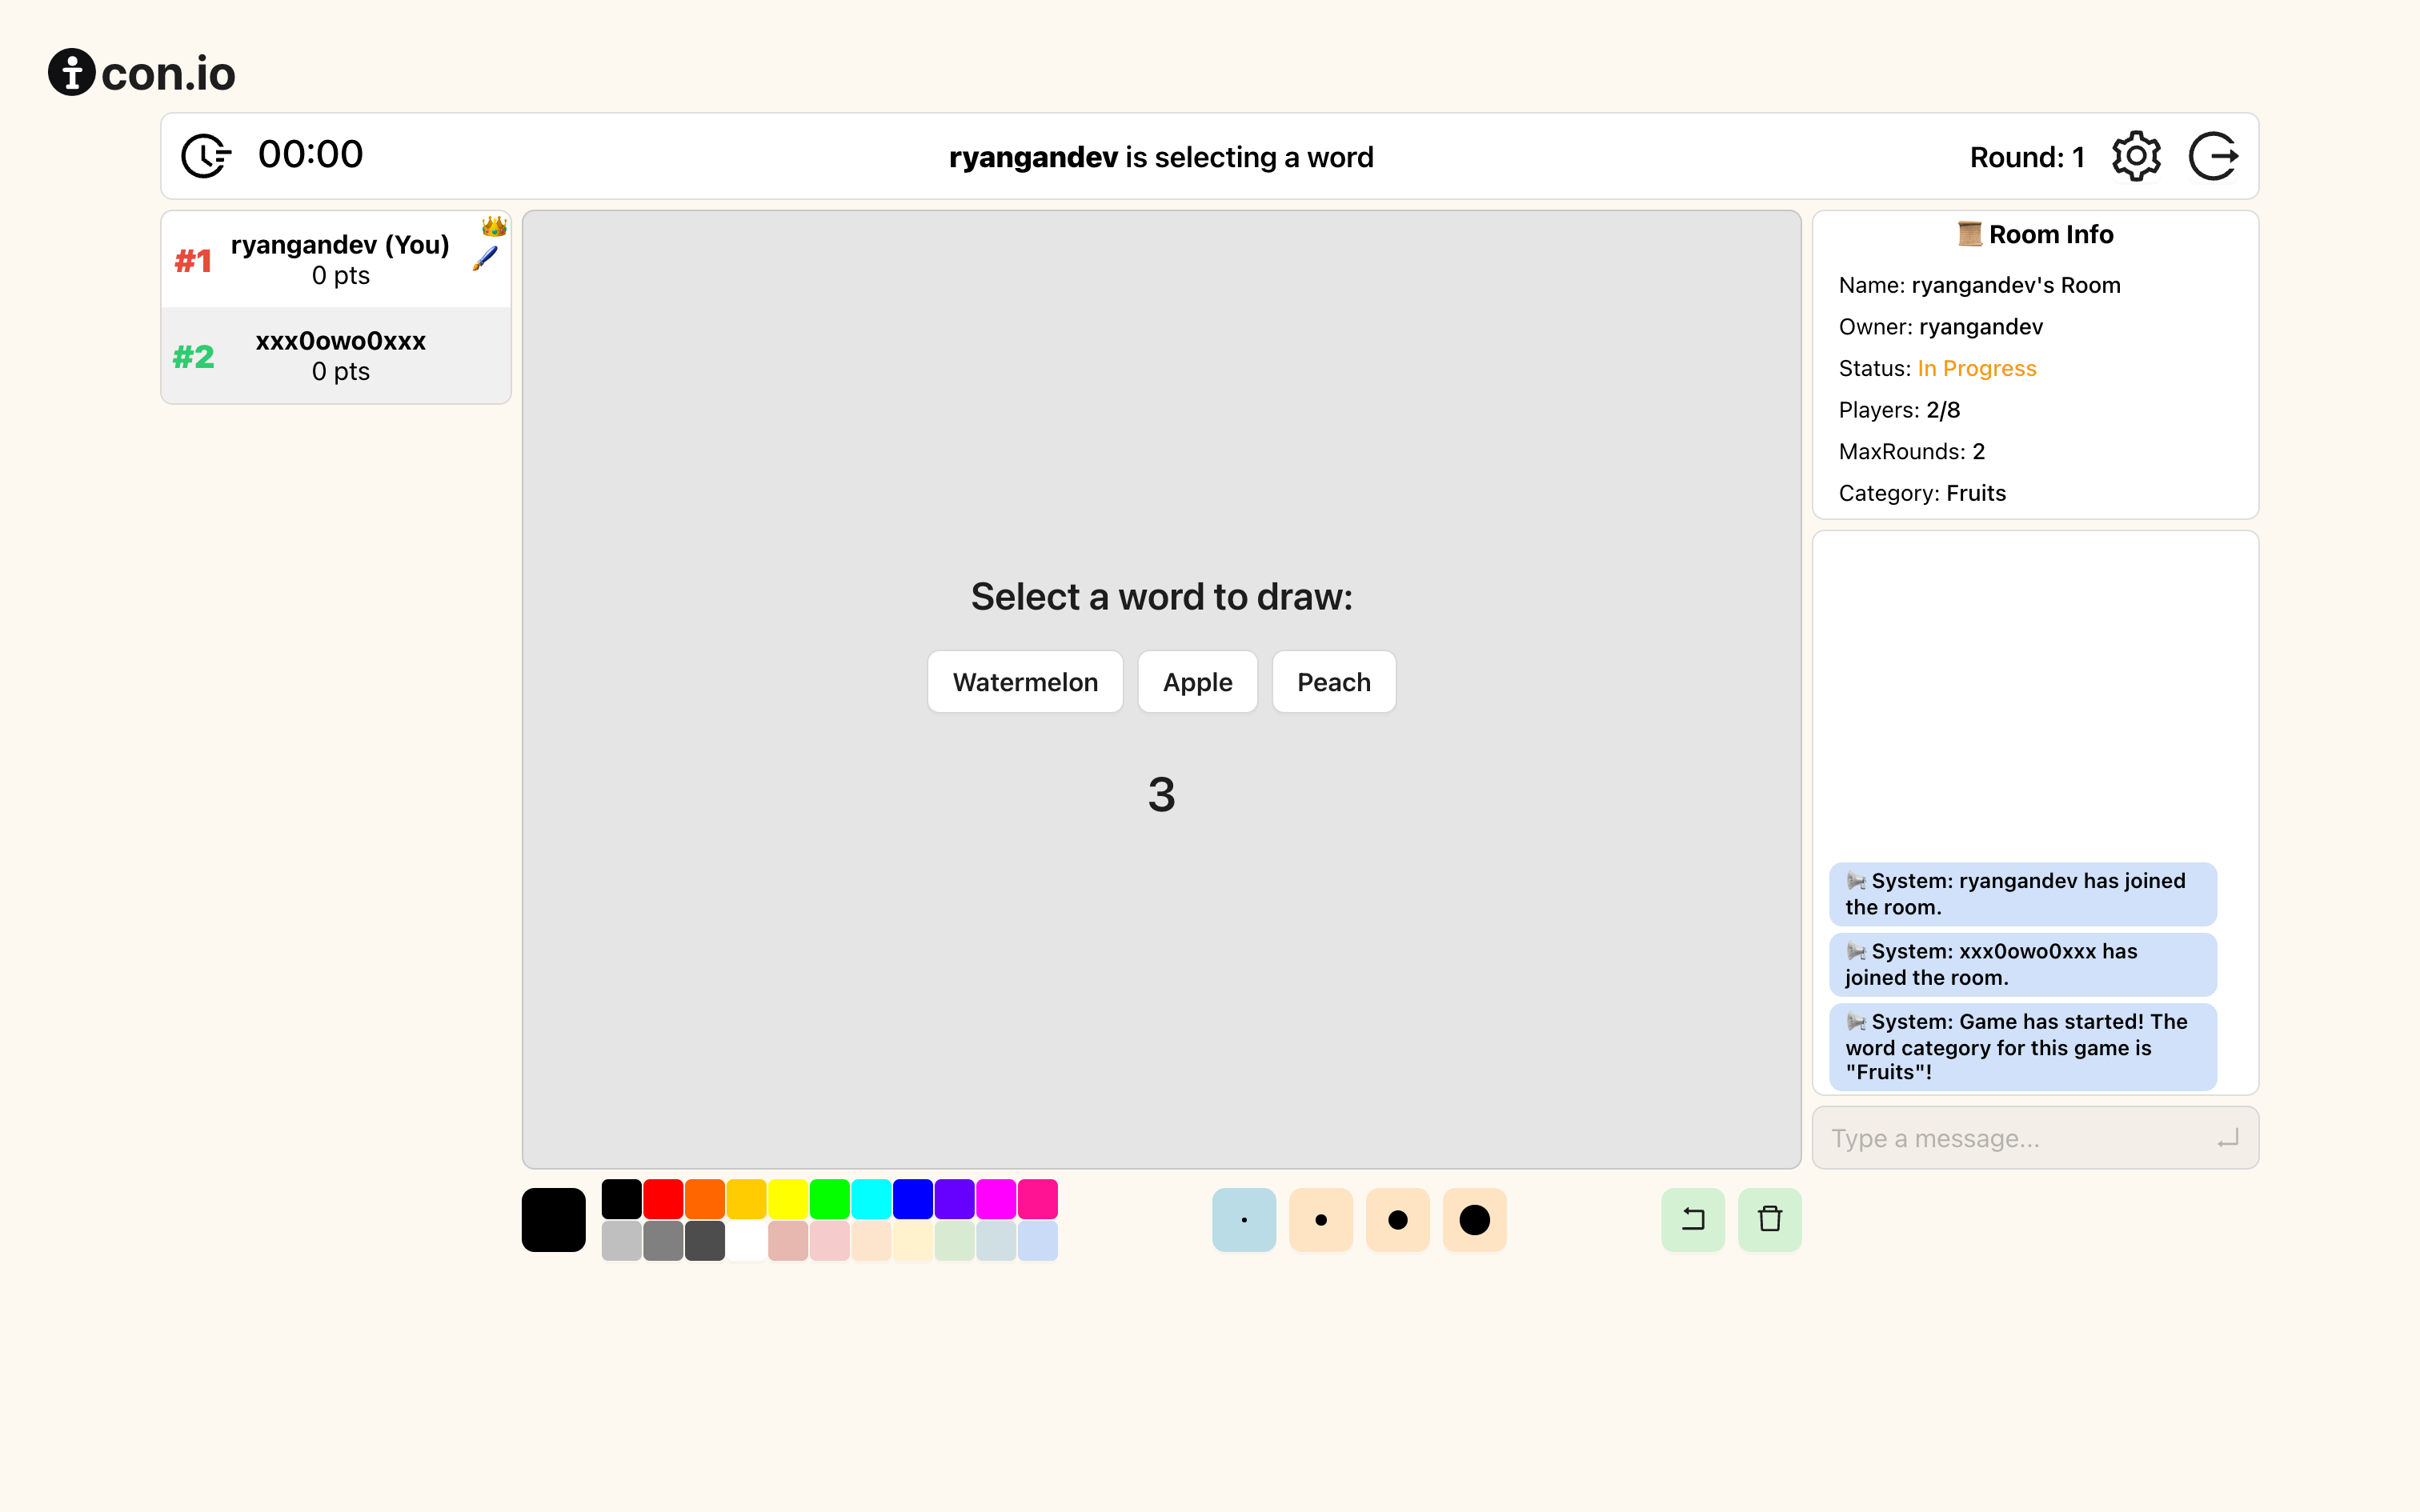 icon.io
00:00
ryangandev is selecting a word
Round: 1
#1
ryangandev (You)
0 pts
#2
xxx0owo0xxx
0 pts
Select a word to draw:
Watermelon
Apple
Peach
3
Room Info
Name: ryangandev's Room
Owner: ryangandev
Status: In Progress
Players: 2/8
MaxRounds: 2
Category: Fruits
System: ryangandev has joined
the room.
System: xxx0owo0xxx has
joined the room.
System: Game has started! The
word category for this game is
"Fruits"!
Type a message...